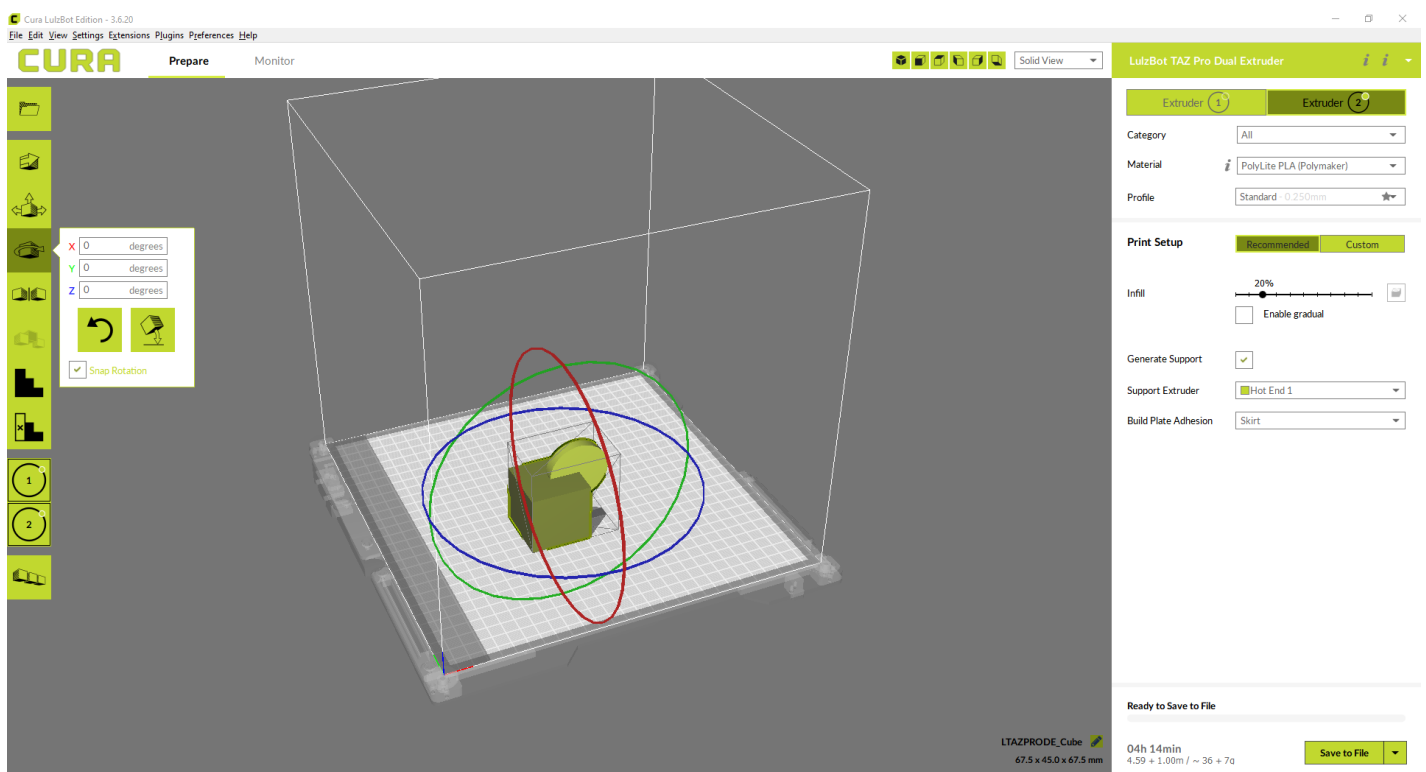 Cura LulzBot Edition - 3.6.20
File Edit View Settings Extensions Plugins Preferences Help
CURA
Prepare
Monitor
Solid View
LulzBot TAZ Pro Dual Extruder
Extruder 1
Extruder 2
Category
All
Material
PolyLite PLA (Polymaker)
Profile
Standard - 0.250mm
Print Setup
Recommended
Custom
Infill
20%
Enable gradual
Generate Support
Support Extruder
Hot End 1
Build Plate Adhesion
Skirt
X 0 degrees
Y 0 degrees
Z 0 degrees
Snap Rotation
1
2
LTAZPRODE_Cube
67.5 x 45.0 x 67.5 mm
Ready to Save to File
04h 14min
4.59 + 1.00m / ~ 36 + 7g
Save to File